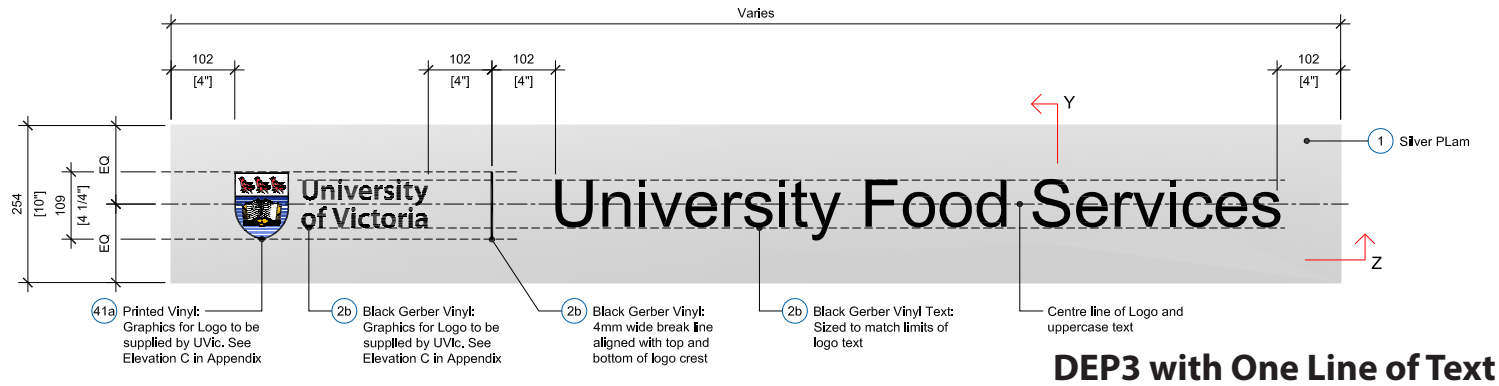 Varies
102
[4"]
102
[4"]
102
[4"]
102
[4"]
Y
254
[10"]
109
[4 1/4"]
EQ
EQ
1 Silver PLam
University
of Victoria
University Food Services
Z
41a Printed Vinyl:
Graphics for Logo to be
supplied by UVic. See
Elevation C in Appendix
2b Black Gerber Vinyl:
Graphics for Logo to be
supplied by UVic. See
Elevation C in Appendix
2b Black Gerber Vinyl:
4mm wide break line
aligned with top and
bottom of logo crest
2b Black Gerber Vinyl Text:
Sized to match limits of
logo text
Centre line of Logo and
uppercase text
DEP3 with One Line of Text